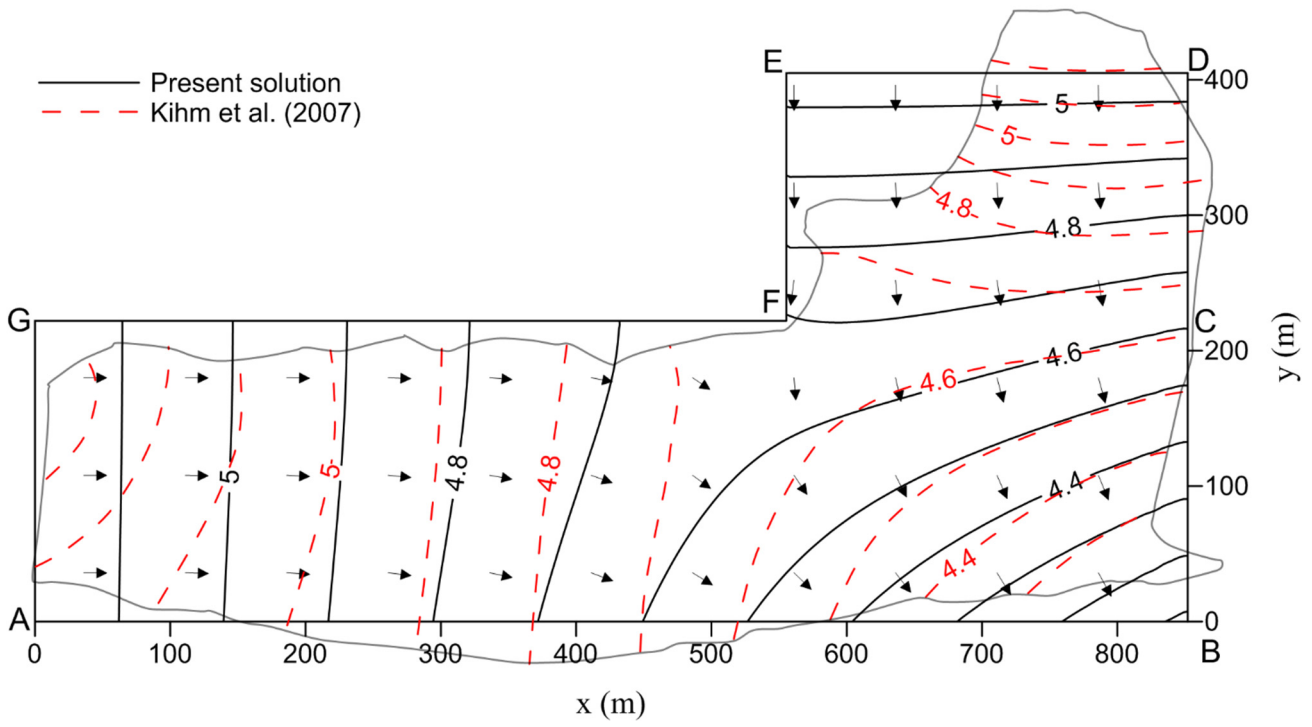 E D
Present solution
Kihm et al. (2007)
400
5
5
300
4.8
4.8
F
G C
200
4.6
4.6
y (m)
5 5 4.8 4.8
100
4.4
4.4
A 0
0 100 200 300 400 500 600 700 800 B
x (m)